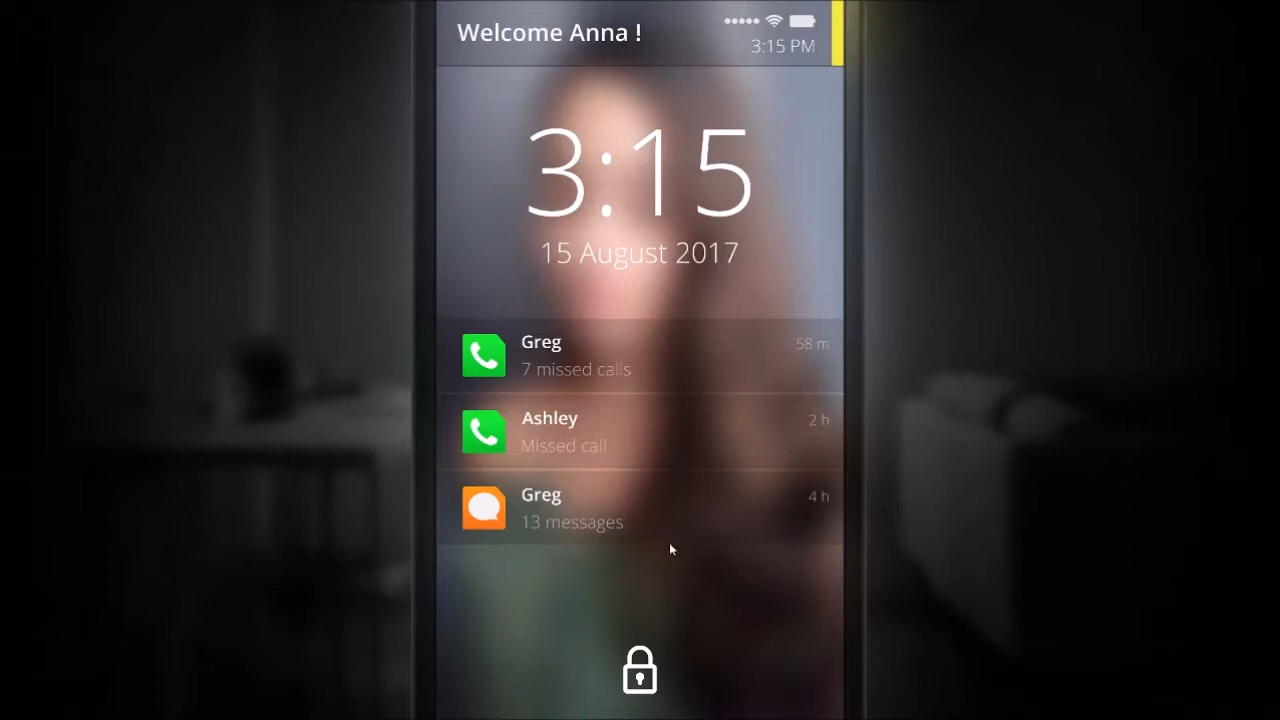 Welcome Anna !
3:15 PM
3:15
15 August 2017
Greg
58 m
7 missed calls
Ashley
2 h
Missed call
Greg
4 h
13 messages